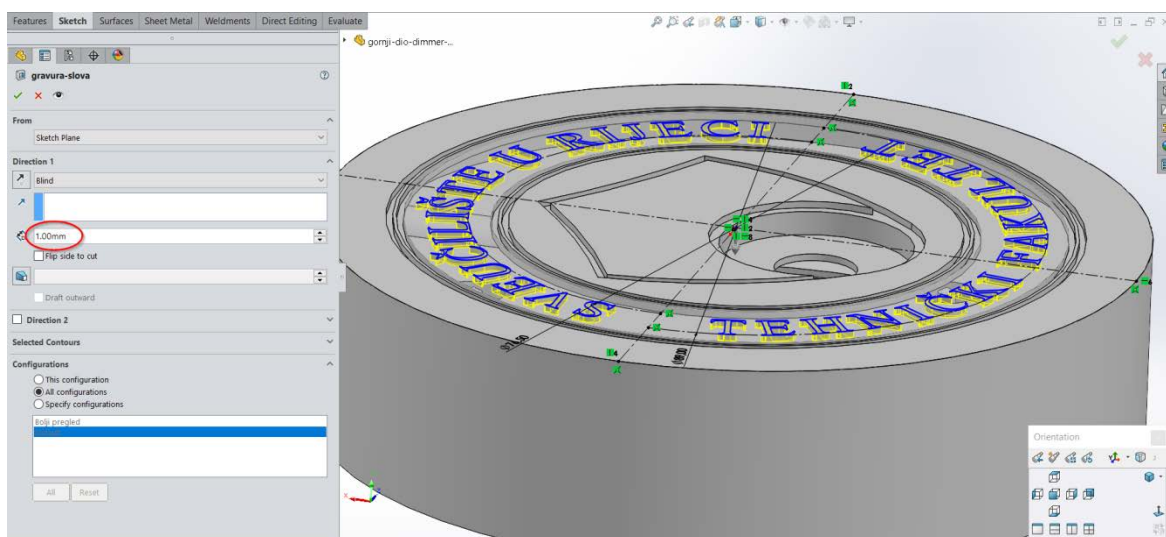 Features Sketch Surfaces Sheet Metal Weldments Direct Editing Evaluate
gornji-dio-dimmer-...
gravura-slova
From
Sketch Plane
Direction 1
Blind
1.00mm
Flip side to cut
Draft outward
Direction 2
Selected Contours
Configurations
This configuration
All configurations
Specify configurations
Bolji pregled
All Reset
SVEUČILIŠTE U RIJECI
TEHNIČKI FAKULTET
Orientation